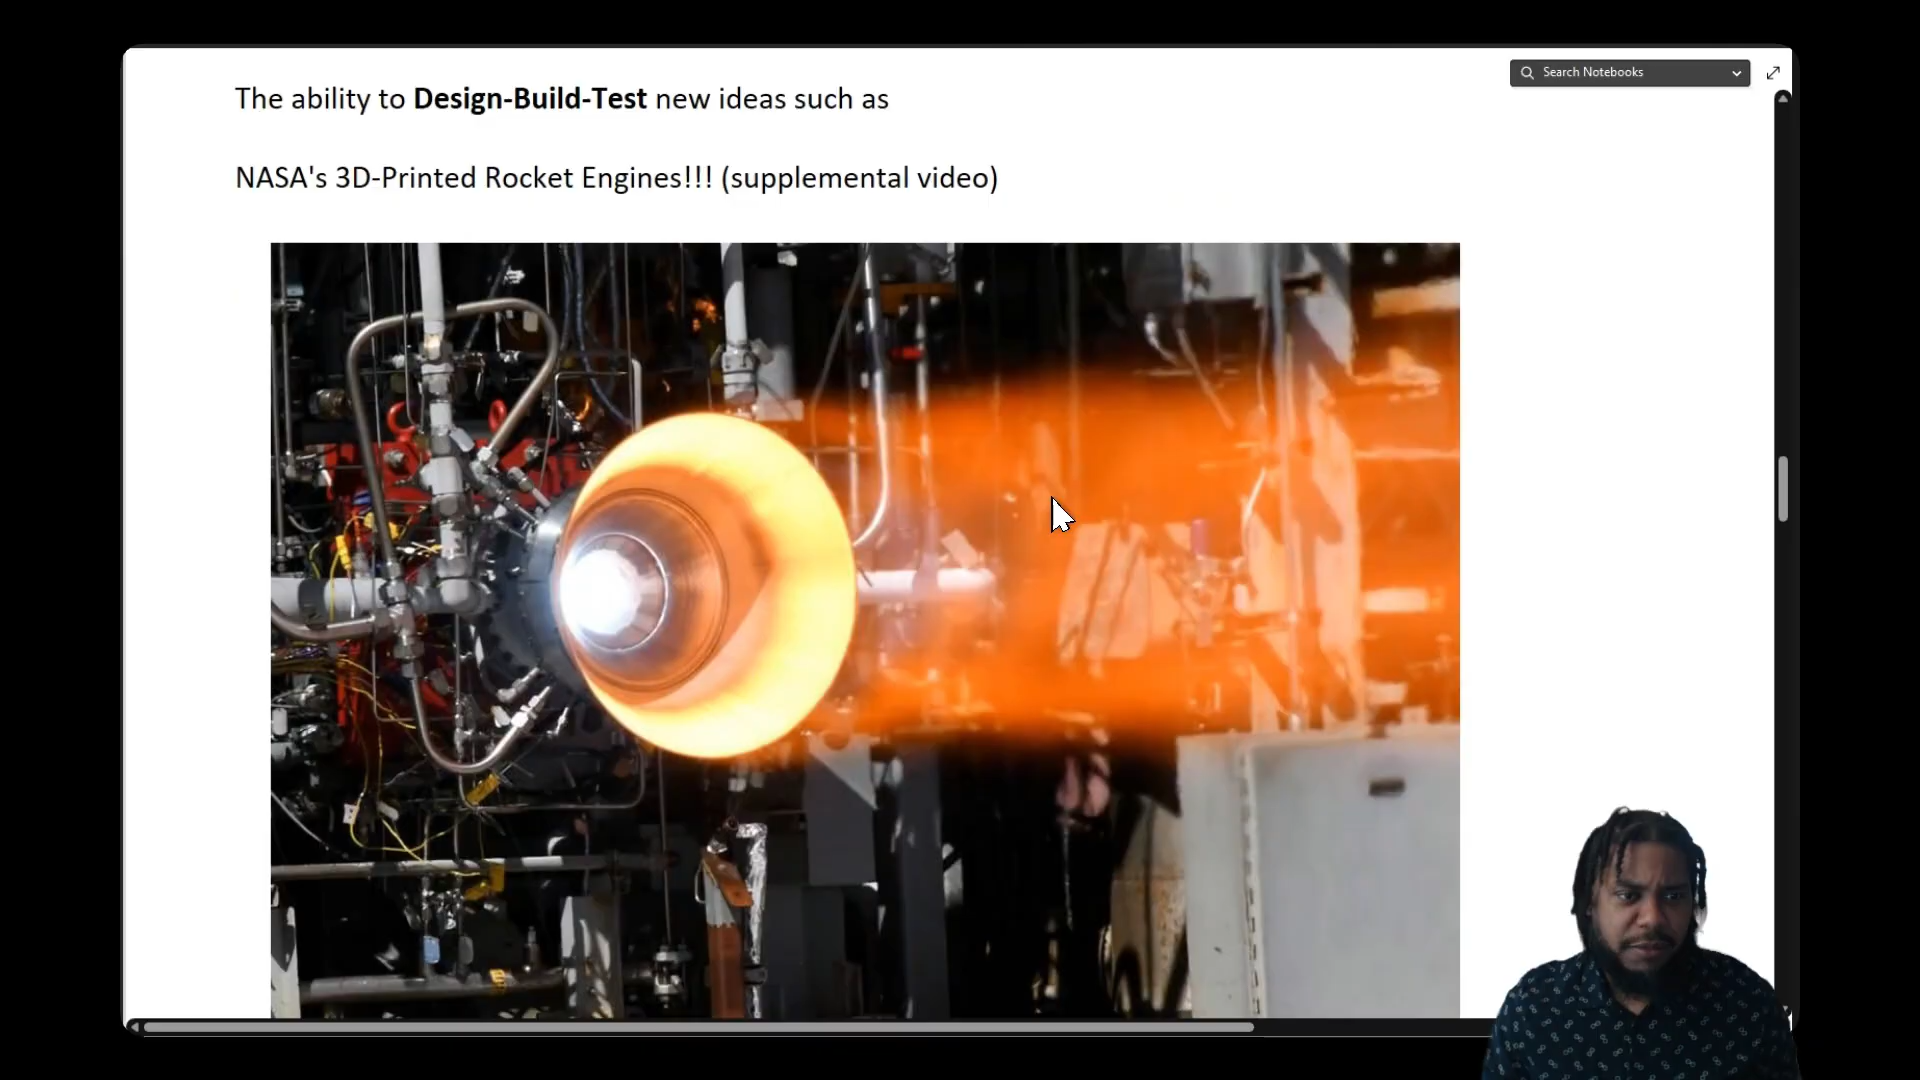 The ability to Design-Build-Test new ideas such as
Search Notebooks
NASA's 3D-Printed Rocket Engines!!! (supplemental video)